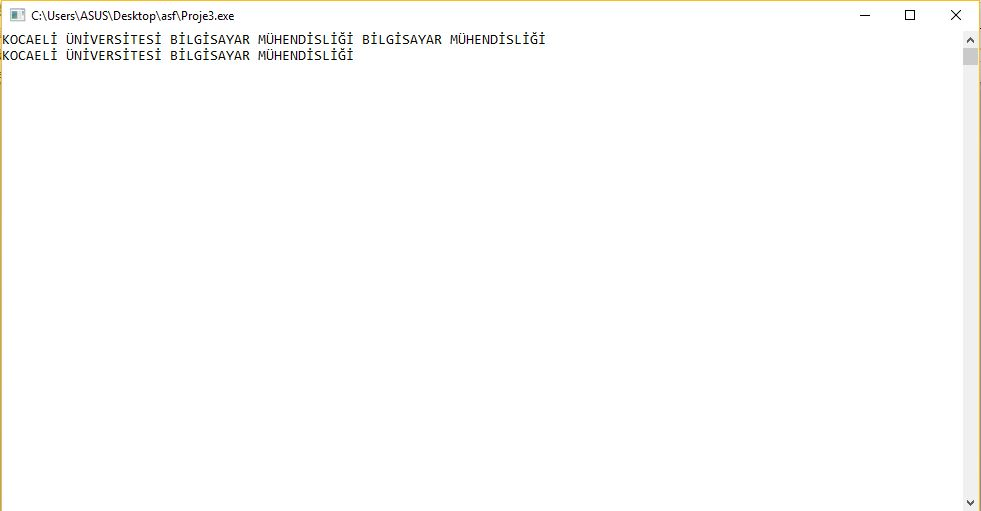 C:\Users\ASUS\Desktop\asf\Proje3.exe
KOCAELİ ÜNİVERSİTESİ BİLGİSAYAR MÜHENDİSLİĞİ BİLGİSAYAR MÜHENDİSLİĞİ
KOCAELİ ÜNİVERSİTESİ BİLGİSAYAR MÜHENDİSLİĞİ